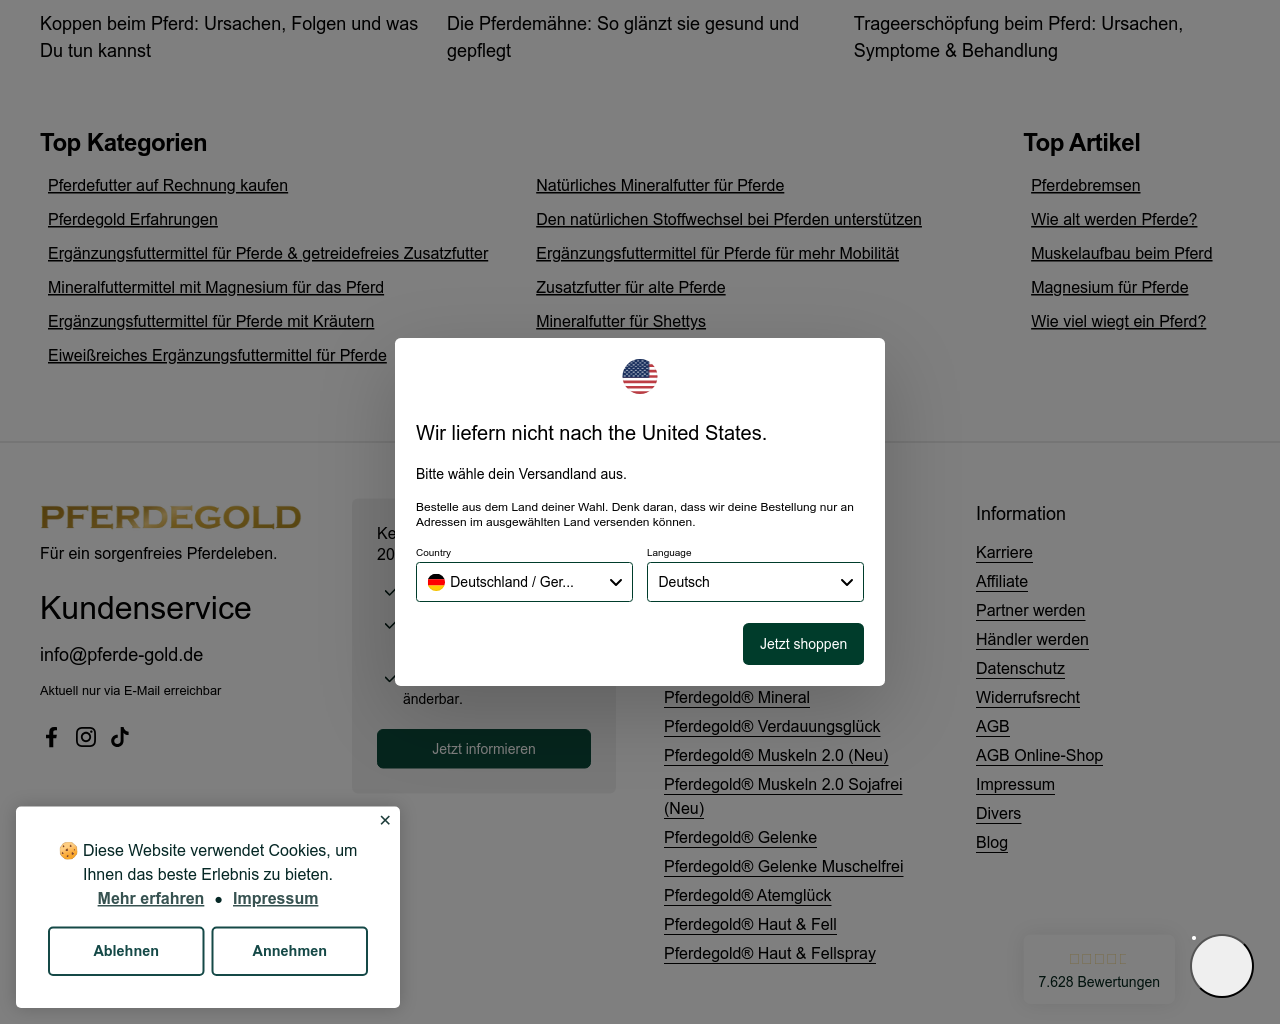 Koppen beim Pferd: Ursachen, Folgen und was
Du tun kannst
Die Pferdemähne: So glänzt sie gesund und
gepflegt
Trageerschöpfung beim Pferd: Ursachen,
Symptome & Behandlung
Top Kategorien
Pferdefutter auf Rechnung kaufen
Pferdegold Erfahrungen
Ergänzungsfuttermittel für Pferde & getreidefreies Zusatzfutter
Mineralfuttermittel mit Magnesium für das Pferd
Ergänzungsfuttermittel für Pferde mit Kräutern
Eiweißreiches Ergänzungsfuttermittel für Pferde
Natürliches Mineralfutter für Pferde
Den natürlichen Stoffwechsel bei Pferden unterstützen
Ergänzungsfuttermittel für Pferde für mehr Mobilität
Zusatzfutter für alte Pferde
Mineralfutter für Shettys
Top Artikel
Pferdebremsen
Wie alt werden Pferde?
Muskelaufbau beim Pferd
Magnesium für Pferde
Wie viel wiegt ein Pferd?
Wir liefern nicht nach the United States.
Bitte wähle dein Versandland aus.
Bestelle aus dem Land deiner Wahl. Denk daran, dass wir deine Bestellung nur an
Adressen im ausgewählten Land versenden können.
Country
Deutschland / Ger...
Language
Deutsch
Jetzt shoppen
PFERDEGOLD
Für ein sorgenfreies Pferdeleben.
Kundenservice
info@pferde-gold.de
Aktuell nur via E-Mail erreichbar
änderbar.
Jetzt informieren
Pferdegold® Mineral
Pferdegold® Verdauungsglück
Pferdegold® Muskeln 2.0 (Neu)
Pferdegold® Muskeln 2.0 Sojafrei
(Neu)
Pferdegold® Gelenke
Pferdegold® Gelenke Muschelfrei
Pferdegold® Atemglück
Pferdegold® Haut & Fell
Pferdegold® Haut & Fellspray
Information
Karriere
Affiliate
Partner werden
Händler werden
Datenschutz
Widerrufsrecht
AGB
AGB Online-Shop
Impressum
Divers
Blog
🍪 Diese Website verwendet Cookies, um
Ihnen das beste Erlebnis zu bieten.
Mehr erfahren • Impressum
Ablehnen
Annehmen
7.628 Bewertungen